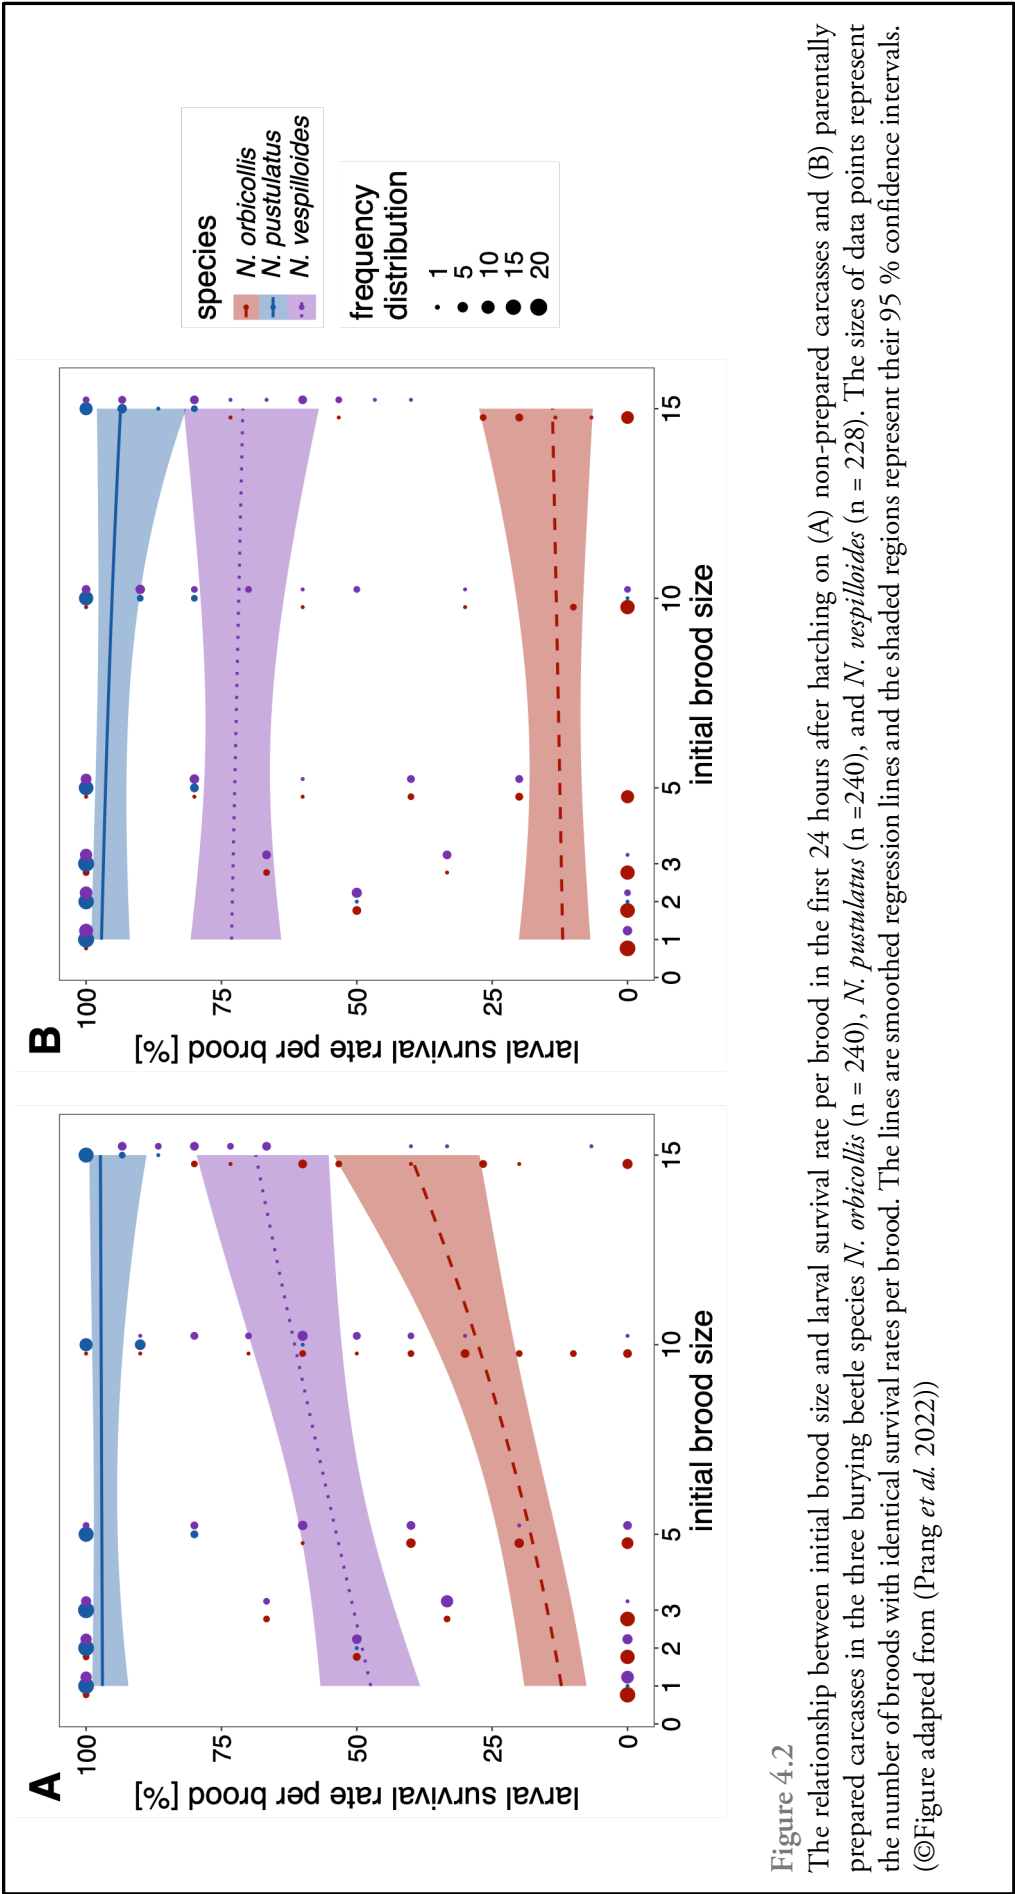 A
100
75
50
25
0
larval survival rate per brood [%]
0 1 2 3 5 10 15
initial brood size
B
100
75
50
25
0
larval survival rate per brood [%]
0 1 2 3 5 10 15
initial brood size
species
N. orbicollis
N. pustulatus
N. vespilloides
frequency
distribution
1
5
10
15
20
Figure 4.2
The relationship between initial brood size and larval survival rate per brood in the first 24 hours after hatching on (A) non-prepared carcasses and (B) parentally
prepared carcasses in the three burying beetle species N. orbicollis (n = 240), N. pustulatus (n =240), and N. vespilloides (n = 228). The sizes of data points represent
the number of broods with identical survival rates per brood. The lines are smoothed regression lines and the shaded regions represent their 95 % confidence intervals.
(©Figure adapted from (Prang et al. 2022))